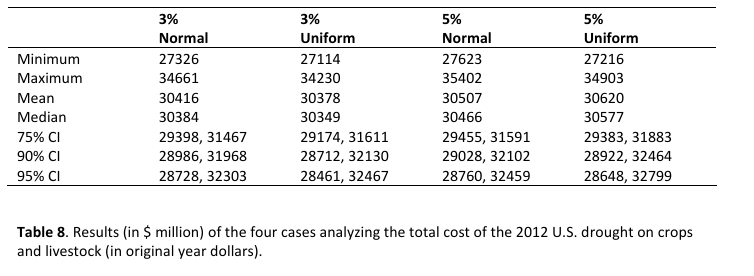 3% 3% 5% 5%
Normal Uniform Normal Uniform
Minimum 27326 27114 27623 27216
Maximum 34661 34230 35402 34903
Mean 30416 30378 30507 30620
Median 30384 30349 30466 30577
75% CI 29398, 31467 29174, 31611 29455, 31591 29383, 31883
90% CI 28986, 31968 28712, 32130 29028, 32102 28922, 32464
95% CI 28728, 32303 28461, 32467 28760, 32459 28648, 32799
Table 8. Results (in $ million) of the four cases analyzing the total cost of the 2012 U.S. drought on crops
and livestock (in original year dollars).